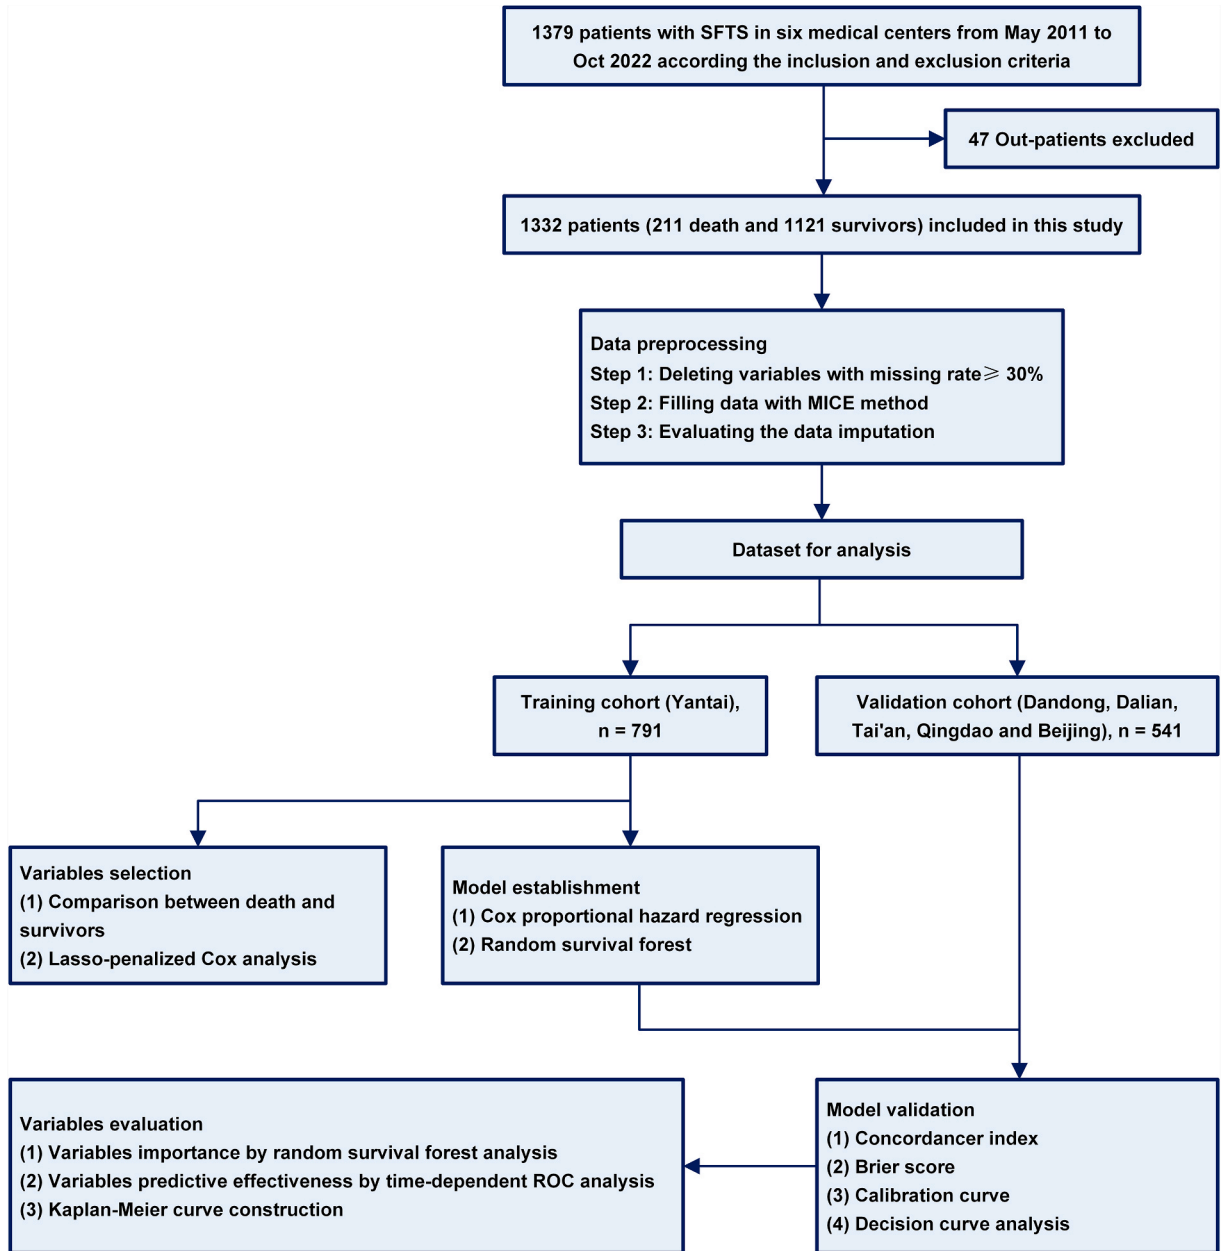 1379 patients with SFTS in six medical centers from May 2011 to
Oct 2022 according the inclusion and exclusion criteria
47 Out-patients excluded
1332 patients (211 death and 1121 survivors) included in this study
Data preprocessing
Step 1: Deleting variables with missing rate⩾ 30%
Step 2: Filling data with MICE method
Step 3: Evaluating the data imputation
Dataset for analysis
Training cohort (Yantai),
n = 791
Validation cohort (Dandong, Dalian,
Tai'an, Qingdao and Beijing), n = 541
Variables selection
(1) Comparison between death and
survivors
(2) Lasso-penalized Cox analysis
Model establishment
(1) Cox proportional hazard regression
(2) Random survival forest
Variables evaluation
(1) Variables importance by random survival forest analysis
(2) Variables predictive effectiveness by time-dependent ROC analysis
(3) Kaplan-Meier curve construction
Model validation
(1) Concordancer index
(2) Brier score
(3) Calibration curve
(4) Decision curve analysis